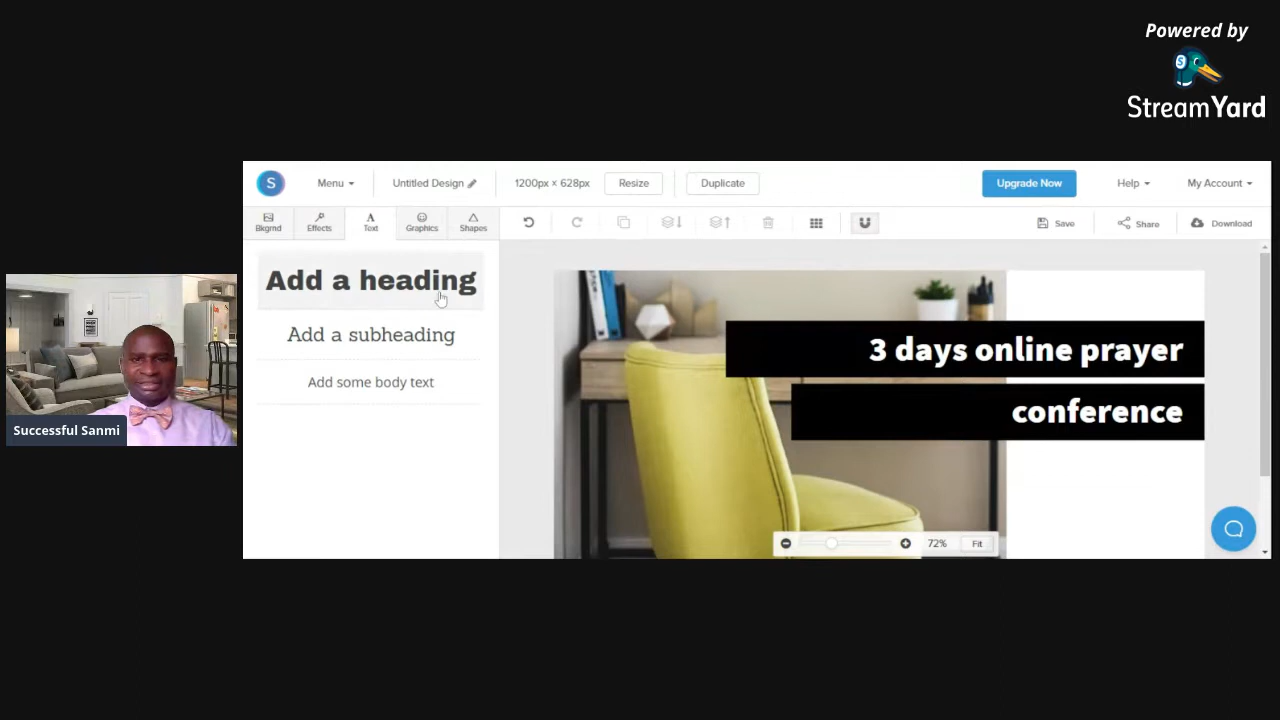 Powered by
StreamYard
S
Menu
Untitled Design
1200px × 628px
Resize
Duplicate
Upgrade Now
Help
My Account
Bkgrnd
Effects
Text
Graphics
Shapes
Save
Share
Download
Add a heading
Add a subheading
Add some body text
3 days online prayer
conference
72%
Fit
Successful Sanmi